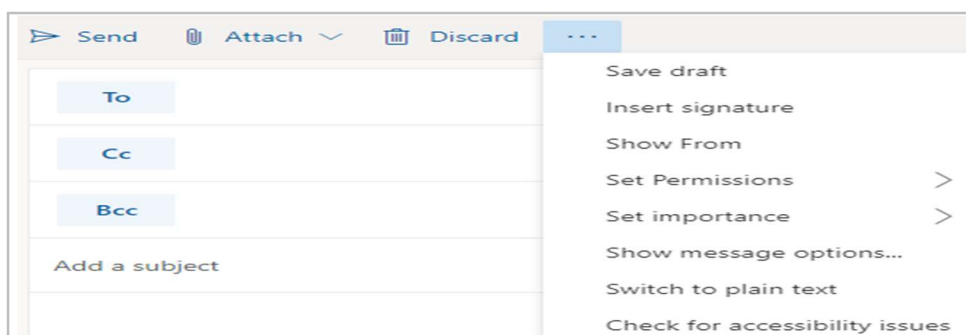 Send Attach Discard ...
Save draft
To
Insert signature
Show From
Cc
Set Permissions
Bcc
Set importance
Show message options...
Add a subject
Switch to plain text
Check for accessibility issues